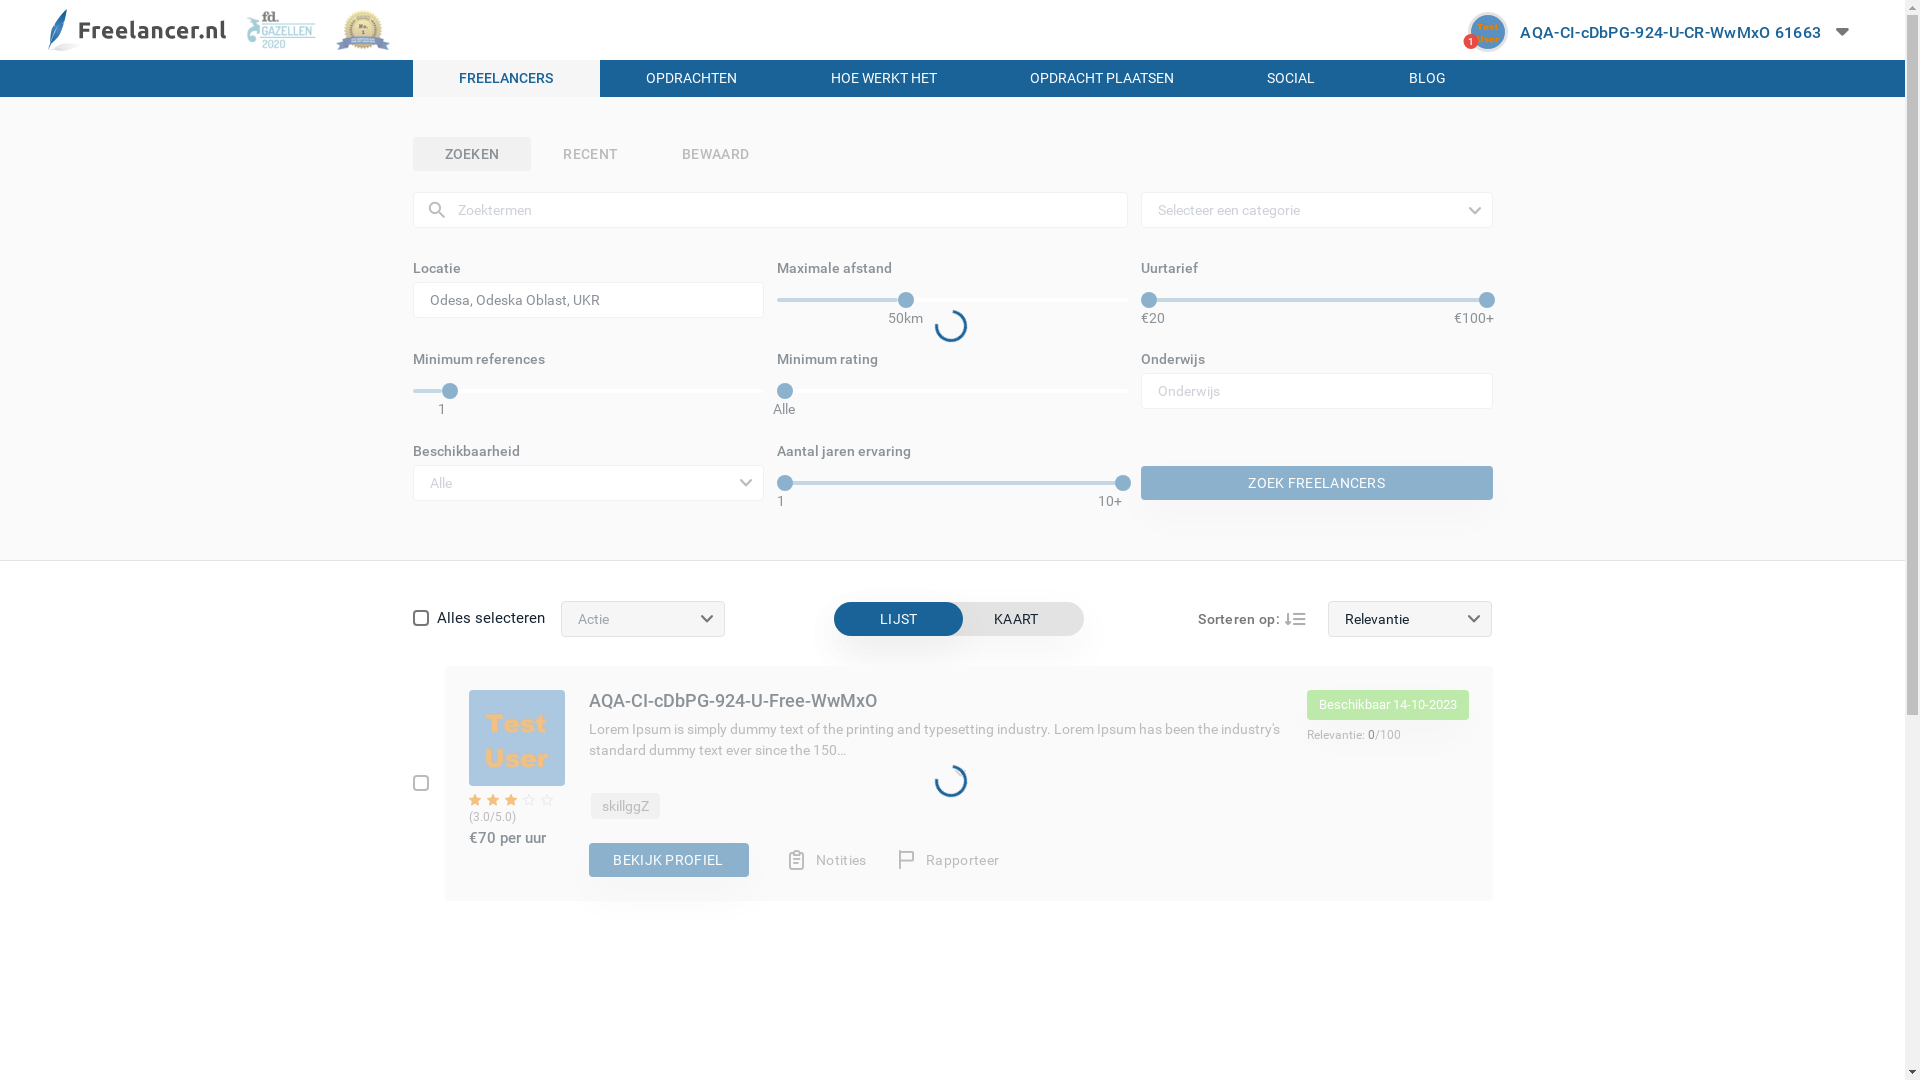 Freelancer.nl
fd.
GAZELLEN
2020
No.
1
Test
User
1
AQA-CI-cDbPG-924-U-CR-WwMxO 61663
FREELANCERS
OPDRACHTEN
HOE WERKT HET
OPDRACHT PLAATSEN
SOCIAL
BLOG
ZOEKEN
RECENT
BEWAARD
Zoektermen
Selecteer een categorie
Locatie
Maximale afstand
Uurtarief
Odesa, Odeska Oblast, UKR
50km
€20
€100+
Minimum references
Minimum rating
Onderwijs
Onderwijs
1
Alle
Beschikbaarheid
Aantal jaren ervaring
Alle
1
10+
ZOEK FREELANCERS
Alles selecteren
Actie
LIJST
KAART
Sorteren op:
Relevantie
Test
User
AQA-CI-cDbPG-924-U-Free-WwMxO
Beschikbaar 14-10-2023
Lorem Ipsum is simply dummy text of the printing and typesetting industry. Lorem Ipsum has been the industry's
standard dummy text ever since the 150...
Relevantie: 0/100
(3.0/5.0)
€70 per uur
skillggZ
BEKIJK PROFIEL
Notities
Rapporteer